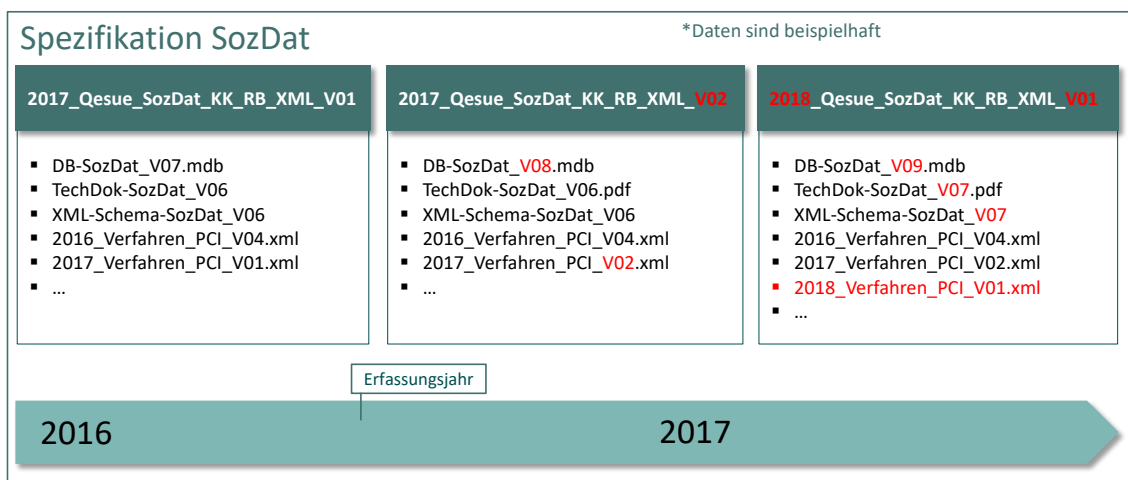 Spezifikation SozDat
*Daten sind beispielhaft
2017_Qesue_SozDat_KK_RB_XML_V01
▪ DB-SozDat_V07.mdb
▪ TechDok-SozDat_V06
▪ XML-Schema-SozDat_V06
▪ 2016_Verfahren_PCI_V04.xml
▪ 2017_Verfahren_PCI_V01.xml
▪ ...
2017_Qesue_SozDat_KK_RB_XML_V02
▪ DB-SozDat_V08.mdb
▪ TechDok-SozDat_V06.pdf
▪ XML-Schema-SozDat_V06
▪ 2016_Verfahren_PCI_V04.xml
▪ 2017_Verfahren_PCI_V02.xml
▪ ...
2018_Qesue_SozDat_KK_RB_XML_V01
▪ DB-SozDat_V09.mdb
▪ TechDok-SozDat_V07.pdf
▪ XML-Schema-SozDat_V07
▪ 2016_Verfahren_PCI_V04.xml
▪ 2017_Verfahren_PCI_V02.xml
▪ 2018_Verfahren_PCI_V01.xml
▪ ...
Erfassungsjahr
2016
2017